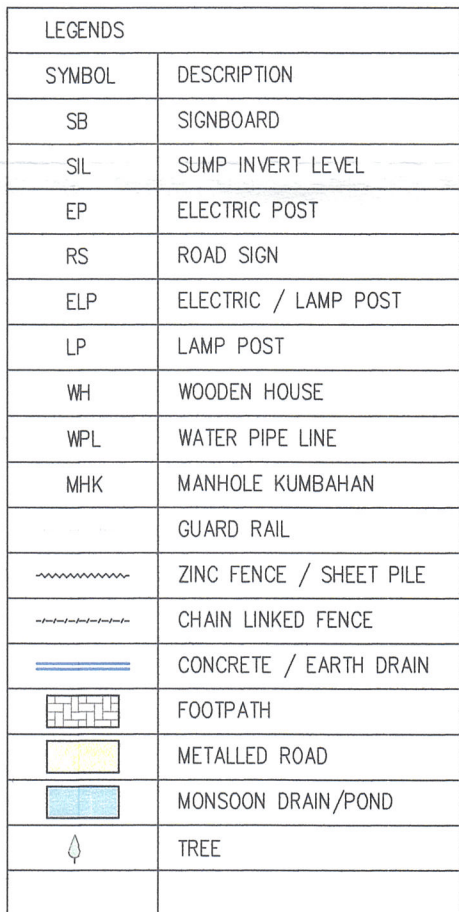 LEGENDS
SYMBOL DESCRIPTION
SB SIGNBOARD
SIL SUMP INVERT LEVEL
EP ELECTRIC POST
RS ROAD SIGN
ELP ELECTRIC / LAMP POST
LP LAMP POST
WH WOODEN HOUSE
WPL WATER PIPE LINE
MHK MANHOLE KUMBAHAN
GUARD RAIL
ZINC FENCE / SHEET PILE
CHAIN LINKED FENCE
CONCRETE / EARTH DRAIN
FOOTPATH
METALLED ROAD
MONSOON DRAIN/POND
TREE